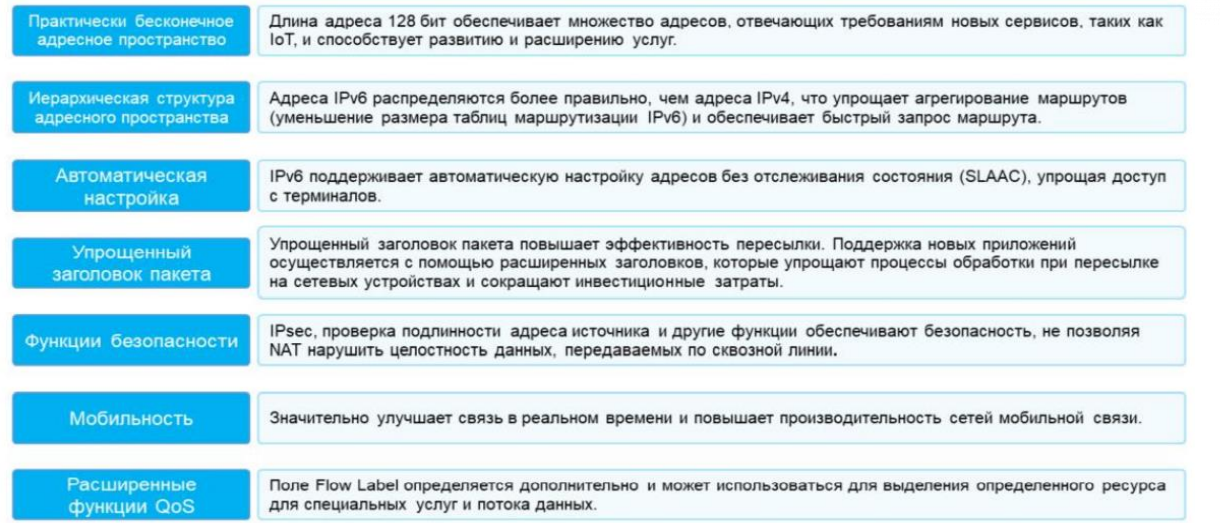 Практически бесконечное
адресное пространство
Длина адреса 128 бит обеспечивает множество адресов, отвечающих требованиям новых сервисов, таких как
IoT, и способствует развитию и расширению услуг.
Иерархическая структура
адресного пространства
Адреса IPv6 распределяются более правильно, чем адреса IPv4, что упрощает агрегирование маршрутов
(уменьшение размера таблиц маршрутизации IPv6) и обеспечивает быстрый запрос маршрута.
Автоматическая
настройка
IPv6 поддерживает автоматическую настройку адресов без отслеживания состояния (SLAAC), упрощая доступ
с терминалов.
Упрощенный
заголовок пакета
Упрощенный заголовок пакета повышает эффективность пересылки. Поддержка новых приложений
осуществляется с помощью расширенных заголовков, которые упрощают процессы обработки при пересылке
на сетевых устройствах и сокращают инвестиционные затраты.
Функции безопасности
IPsec, проверка подлинности адреса источника и другие функции обеспечивают безопасность, не позволяя
NAT нарушить целостность данных, передаваемых по сквозной линии.
Мобильность
Значительно улучшает связь в реальном времени и повышает производительность сетей мобильной связи.
Расширенные
функции QoS
Поле Flow Label определяется дополнительно и может использоваться для выделения определенного ресурса
для специальных услуг и потока данных.